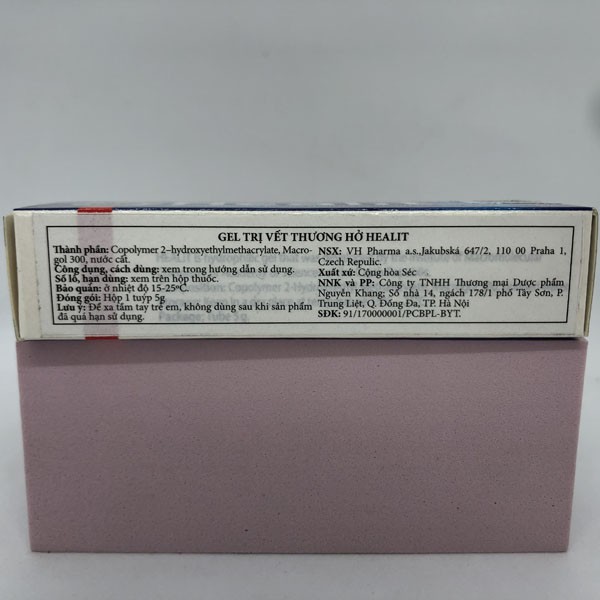 GEL TRỊ VẾT THƯƠNG HỞ HEALIT
Thành phần: Copolymer 2–hydroxyethylmethacrylate, Macro-
gol 300, nước cất.
Công dụng, cách dùng: xem trong hướng dẫn sử dụng.
Số lô, hạn dùng: xem trên hộp thuốc.
Bảo quản: ở nhiệt độ 15-25ºC.
Đóng gói: Hộp 1 tuýp 5g
Lưu ý: Để xa tầm tay trẻ em, không dùng sau khi sản phẩm
đã quá hạn sử dụng.
NSX: VH Pharma a.s.,Jakubská 647/2, 110 00 Praha 1,
Czech Repulic.
Xuất xứ: Cộng hòa Séc
NNK và PP: Công ty TNHH Thương mại Dược phẩm
Nguyên Khang; Số nhà 14, ngách 178/1 phố Tây Sơn, P.
Trung Liệt, Q. Đống Đa, TP. Hà Nội
SĐK: 91/170000001/PCBPL-BYT.